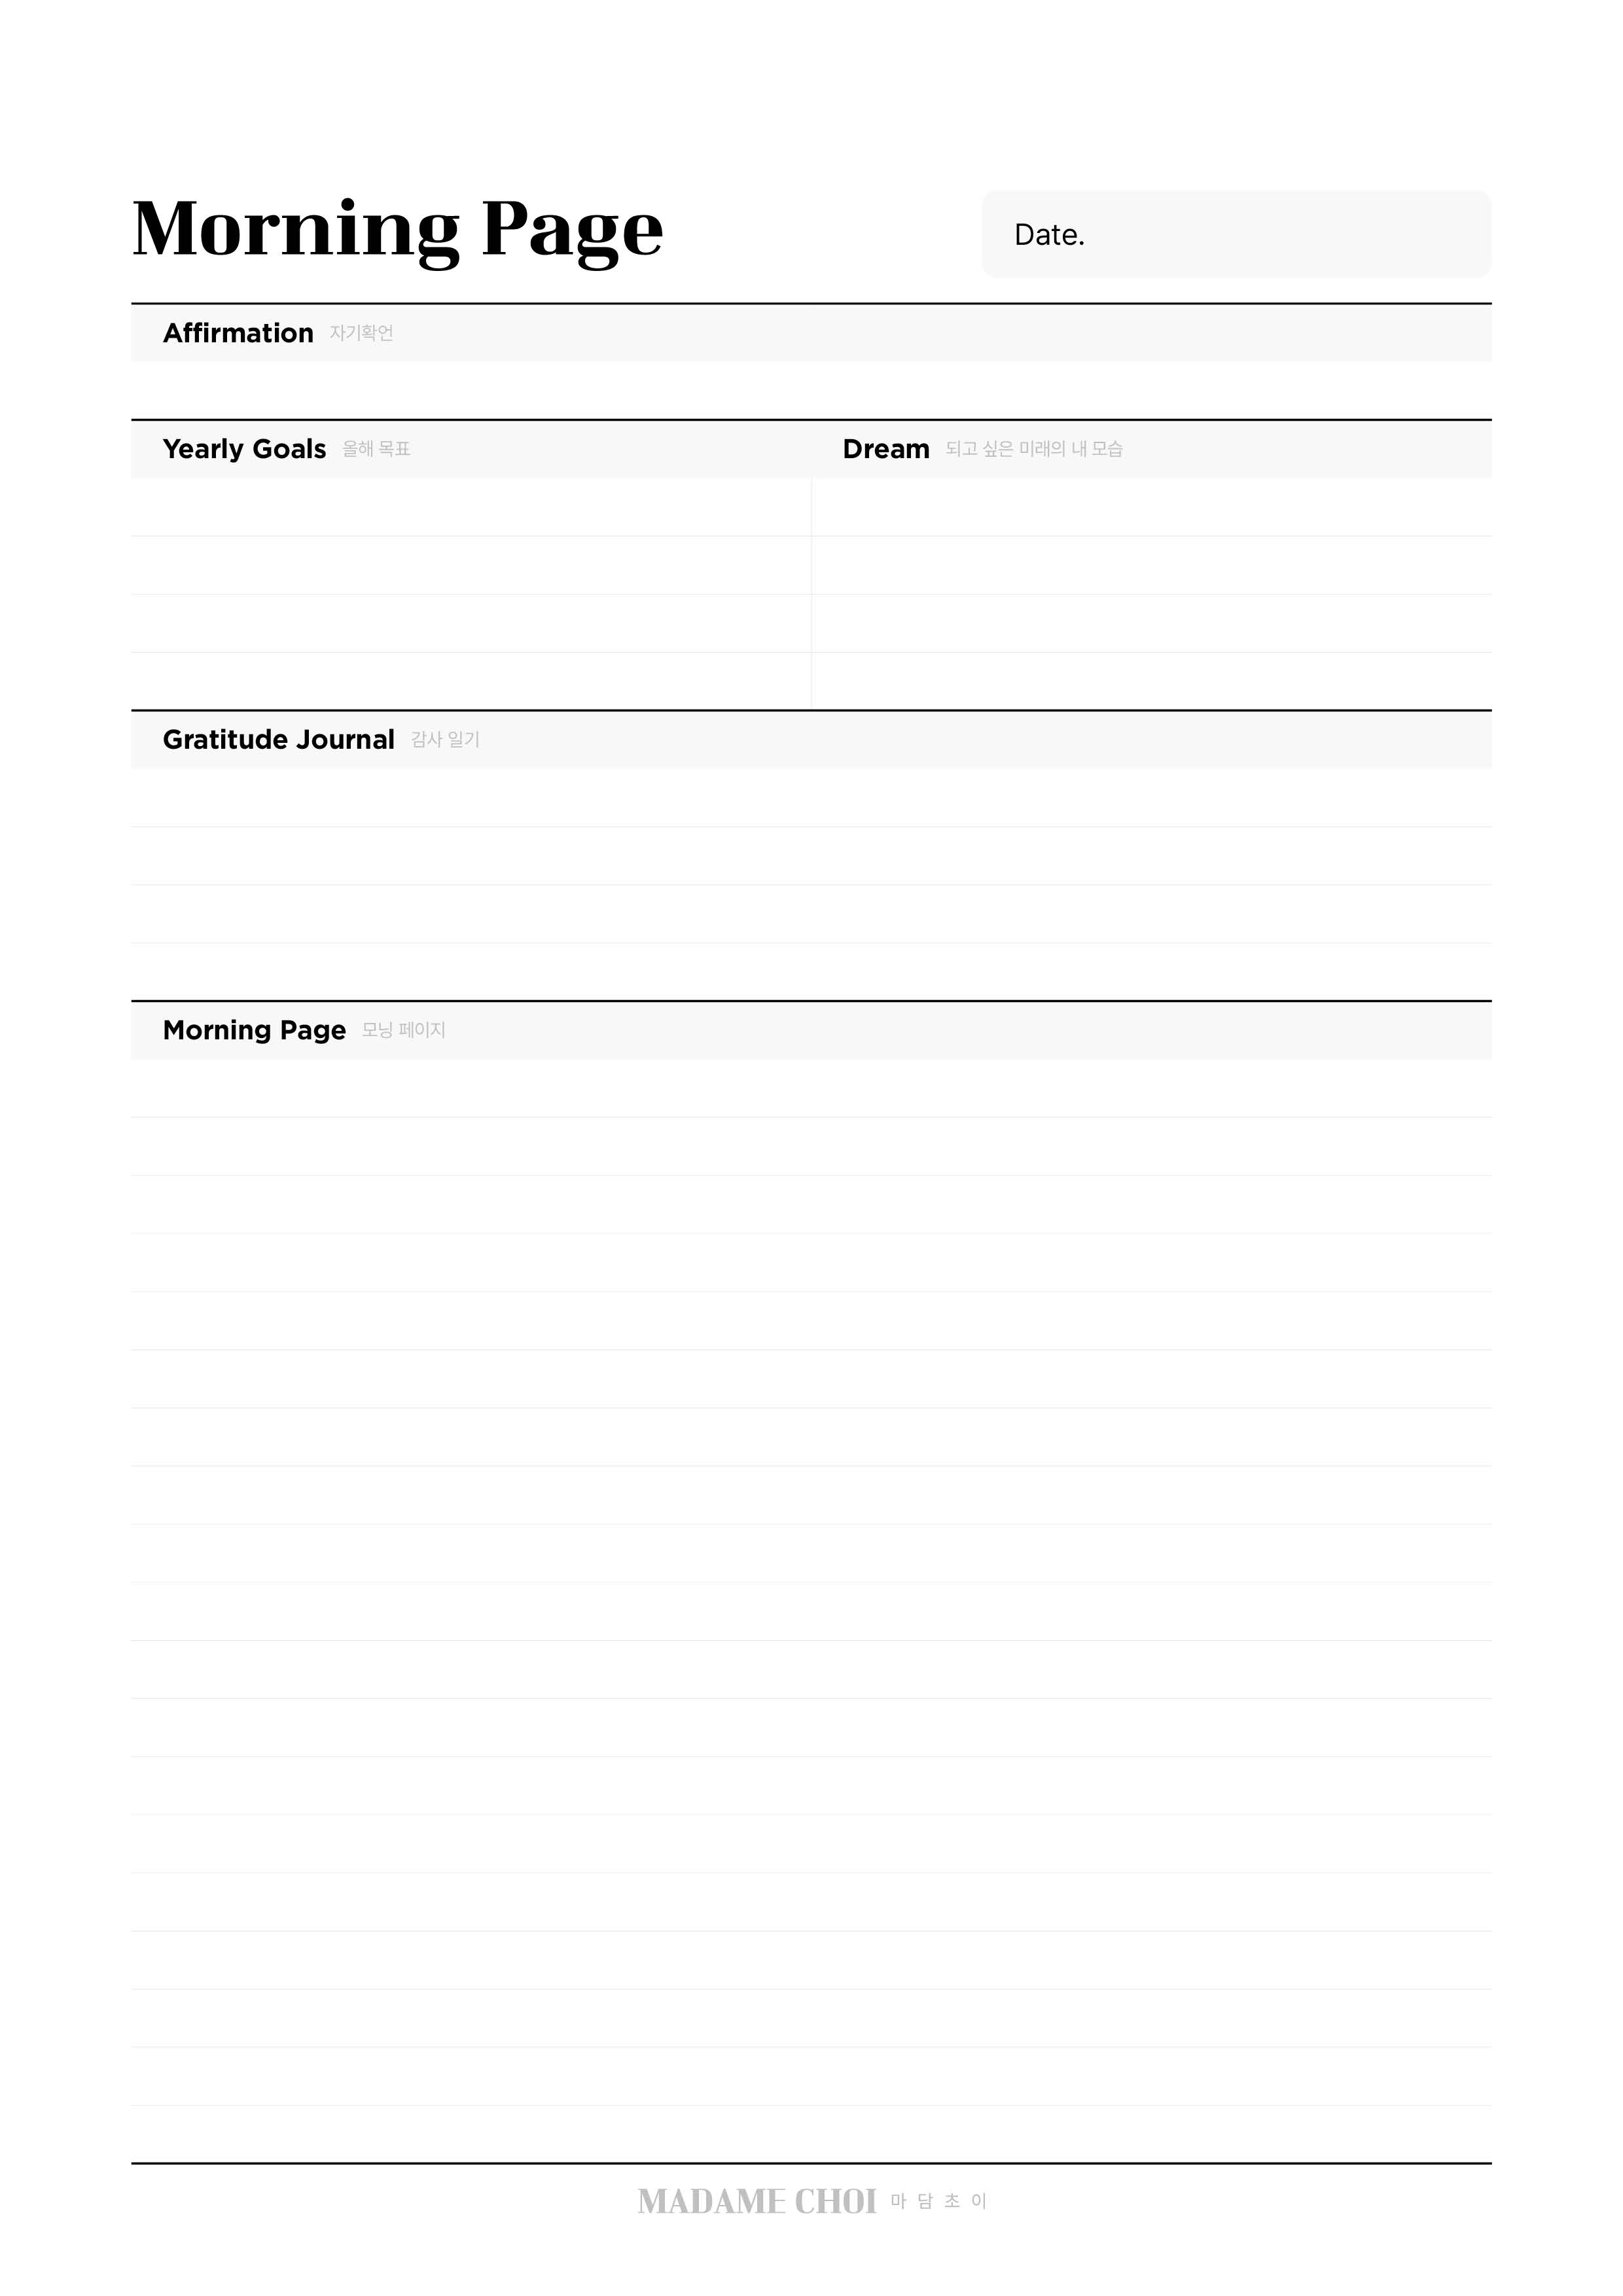 Morning Page
Date.
Affirmation 자기확언
Yearly Goals 올해 목표
Dream 되고 싶은 미래의 내 모습
Gratitude Journal 감사 일기
Morning Page 모닝 페이지
MADAME CHOI 마담초이